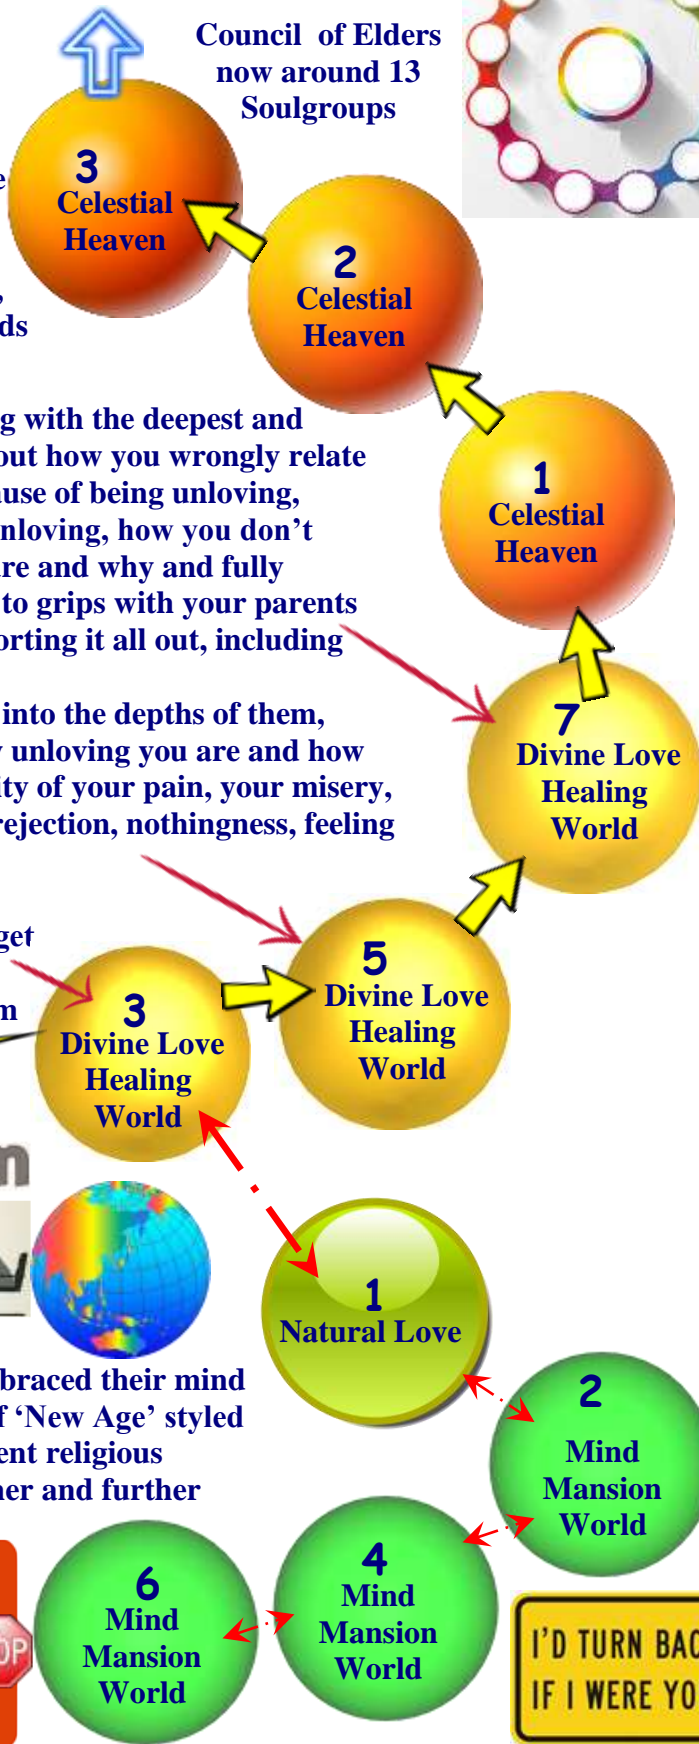 Council of Elders
now around 13
Soulgroups
3
Celestial
Heaven
2
Celestial
Heaven
g with the deepest and
out how you wrongly relate
ause of being unloving,
nloving, how you don't
are and why and fully
to grips with your parents
orting it all out, including
1
Celestial
Heaven
into the depths of them,
unloving you are and how
ity of your pain, your misery,
rejection, nothingness, feeling
7
Divine Love
Healing
World
get
5
Divine Love
Healing
World
3
Divine Love
Healing
World
1
Natural Love
braced their mind
f 'New Age' styled
ent religious
her and further
2
Mind
Mansion
World
4
Mind
Mansion
World
6
Mind
Mansion
World
OP
I'D TURN BAC
IF I WERE YO